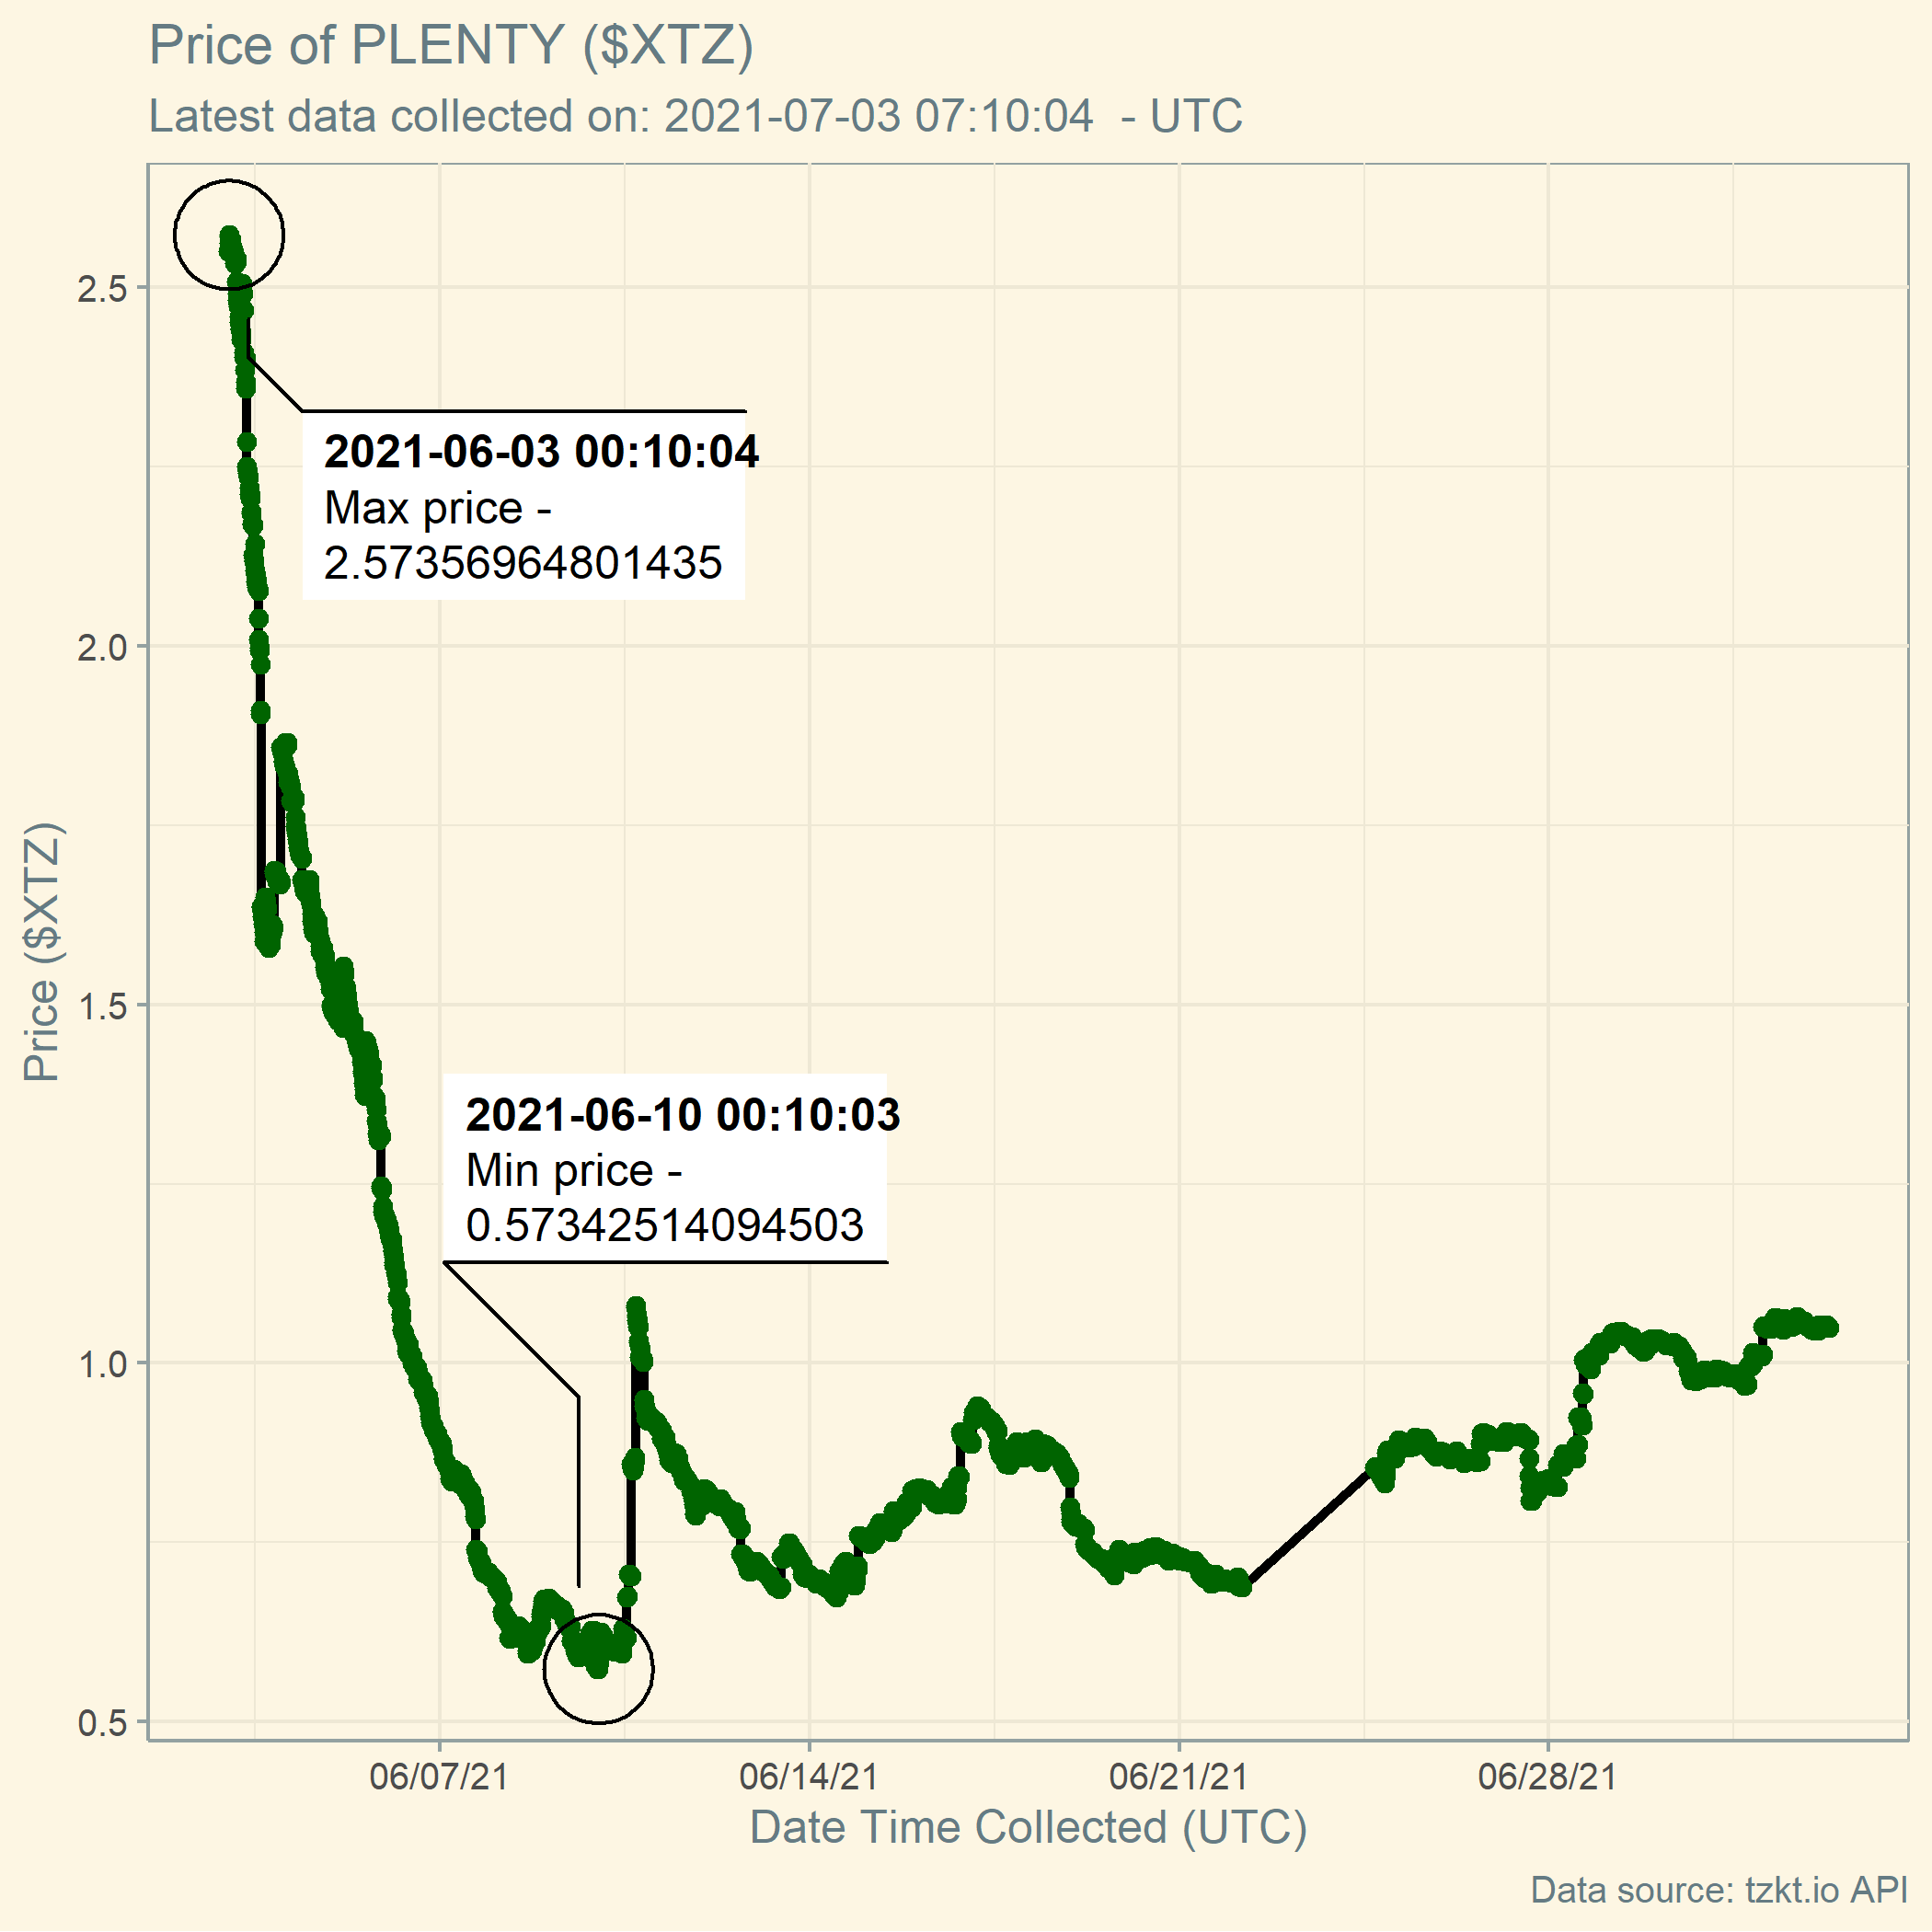 Price of PLENTY ($XTZ)
Latest data collected on: 2021-07-03 07:10:04  - UTC
2.5
2.0
1.5
1.0
0.5
Price ($XTZ)
2021-06-03 00:10:04
Max price -
2.57356964801435
2021-06-10 00:10:03
Min price -
0.57342514094503
06/07/21
06/14/21
06/21/21
06/28/21
Date Time Collected (UTC)
Data source: tzkt.io API